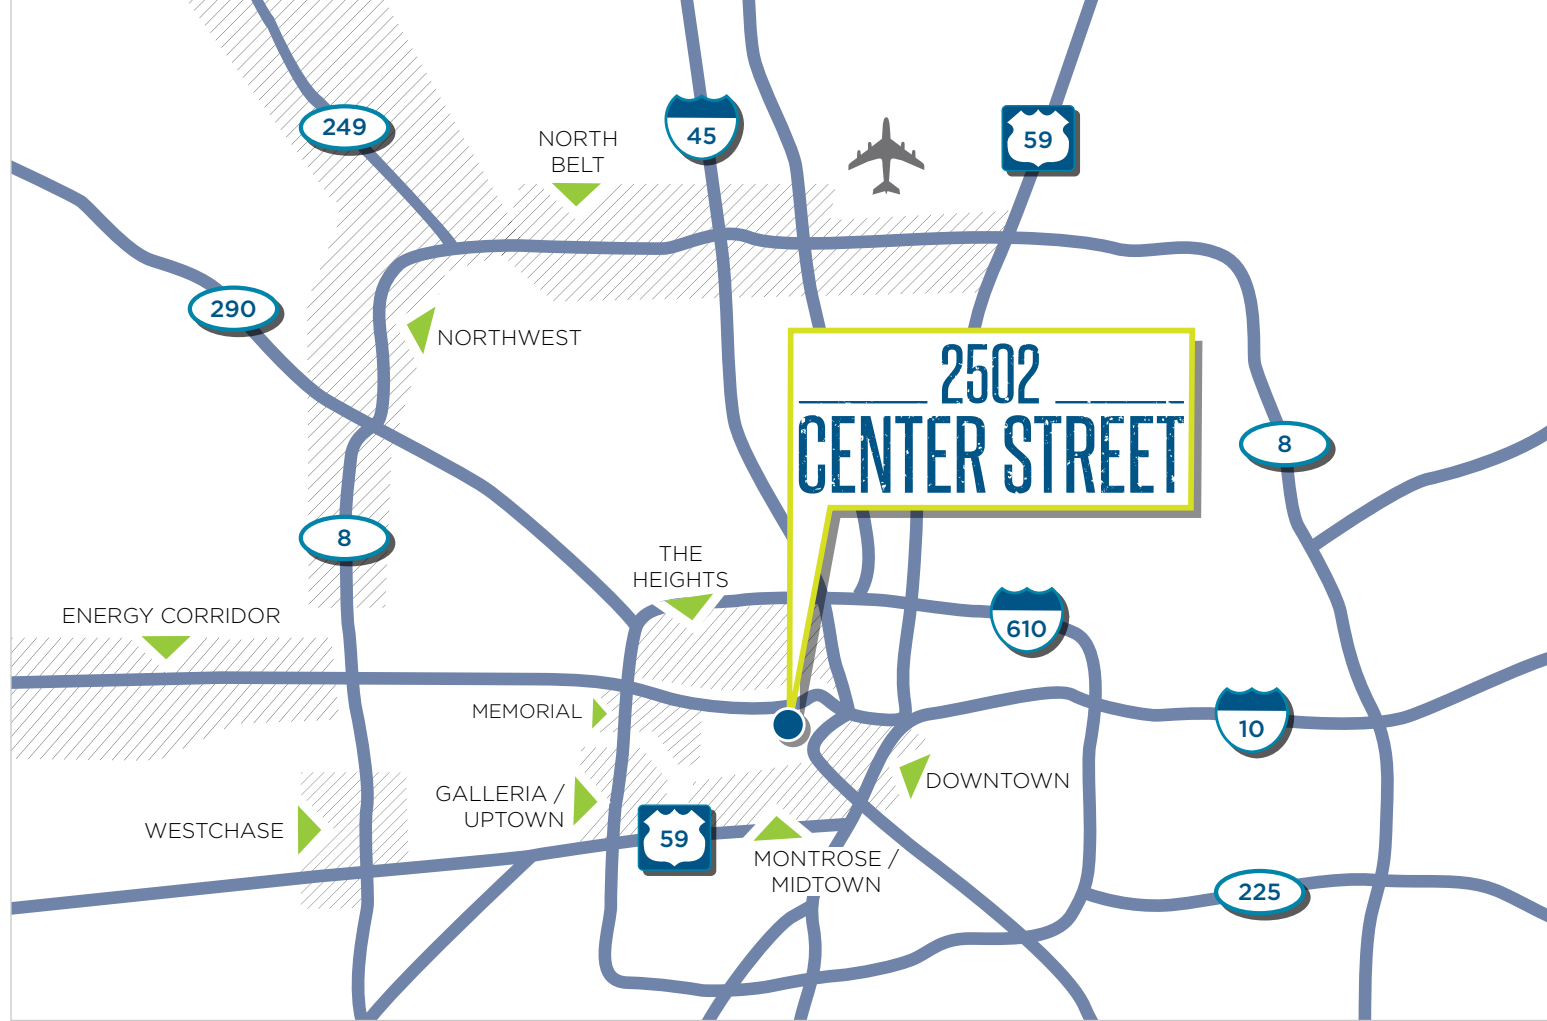 249
NORTH
BELT
45
59
290
NORTHWEST
2502
CENTER STREET
8
8
THE
HEIGHTS
ENERGY CORRIDOR
610
MEMORIAL
10
DOWNTOWN
GALLERIA /
UPTOWN
WESTCHASE
59
MONTROSE /
MIDTOWN
225